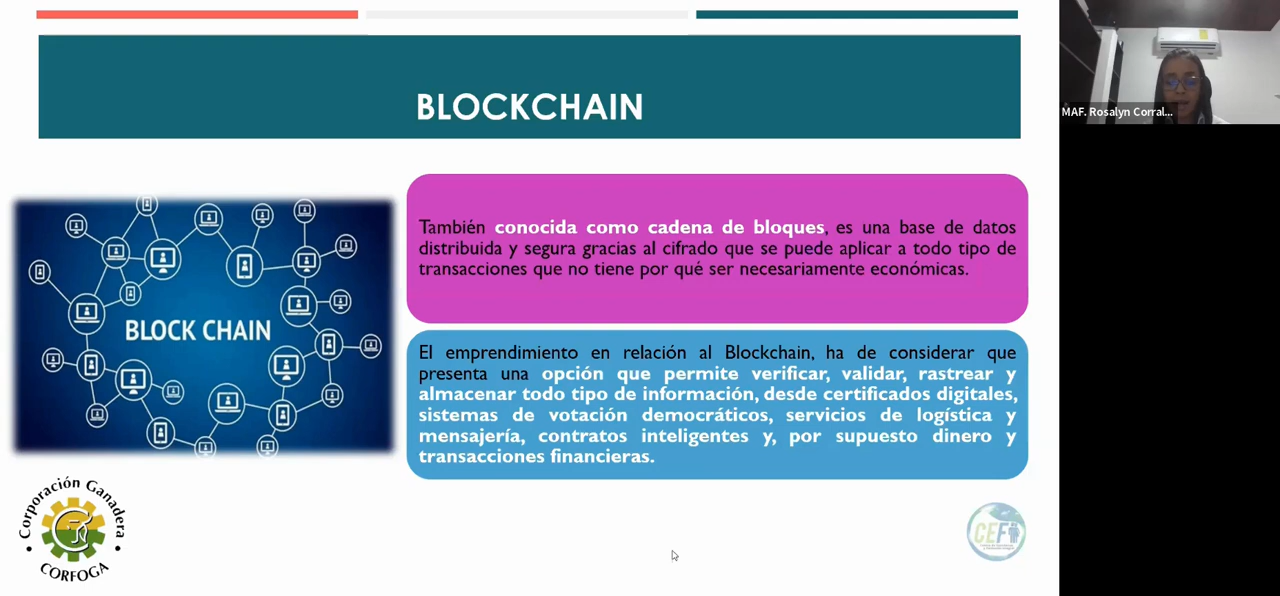 BLOCKCHAIN
MAF. Rosalyn Corral...
BLOCK CHAIN
También conocida como cadena de bloques, es una base de datos
distribuida y segura gracias al cifrado que se puede aplicar a todo tipo de
transacciones que no tiene por qué ser necesariamente económicas.
El emprendimiento en relación al Blockchain, ha de considerar que
presenta una opción que permite verificar, validar, rastrear y
almacenar todo tipo de información, desde certificados digitales,
sistemas de votación democráticos, servicios de logística y
mensajería, contratos inteligentes y, por supuesto dinero y
transacciones financieras.
Corporación Ganadera
CORFOGA
CEFI